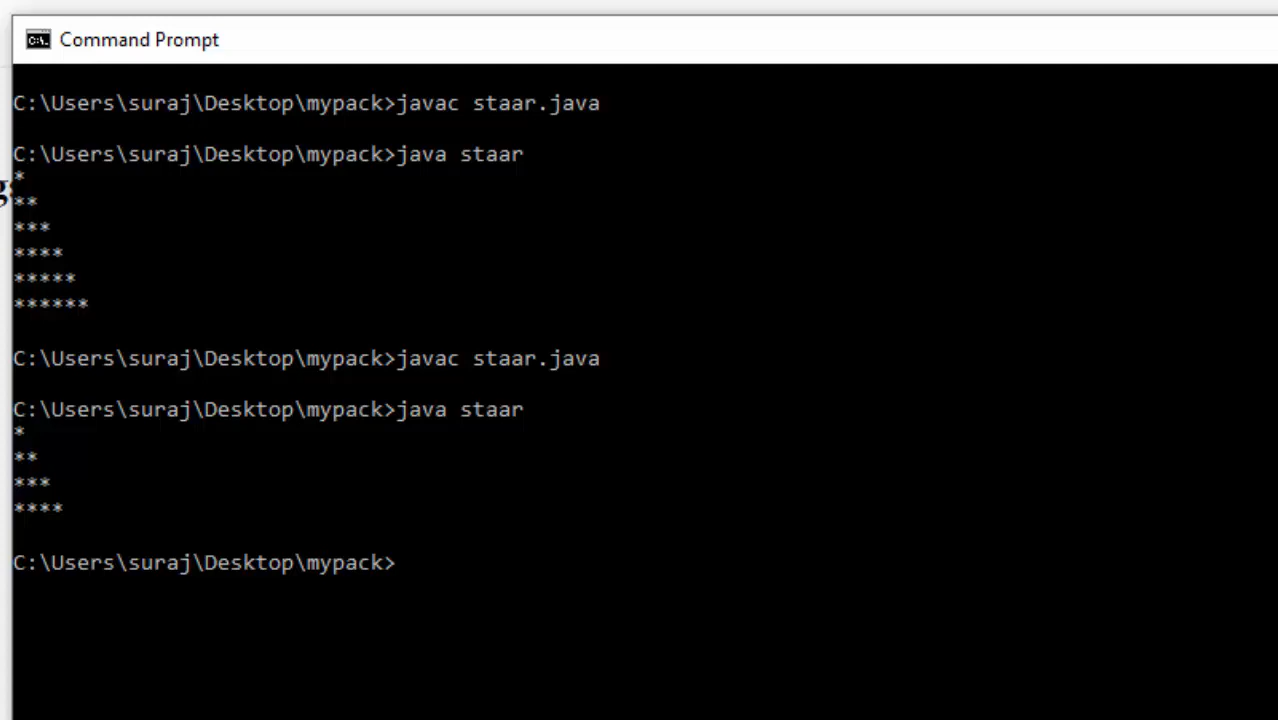 Command Prompt
C:\Users\suraj\Desktop\mypack>javac staar.java
C:\Users\suraj\Desktop\mypack>java staar
*
**
***
****
*****
******
C:\Users\suraj\Desktop\mypack>javac staar.java
C:\Users\suraj\Desktop\mypack>java staar
*
**
***
****
C:\Users\suraj\Desktop\mypack>